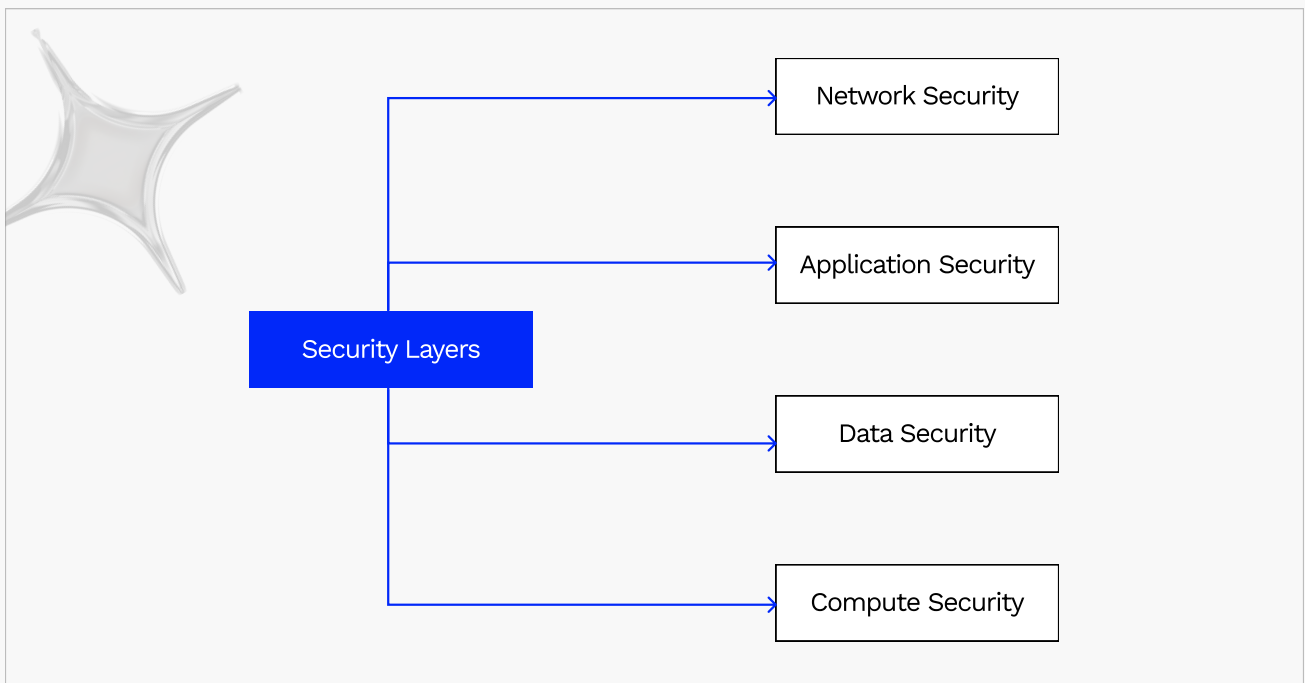 Network Security
Application Security
Security Layers
Data Security
Compute Security